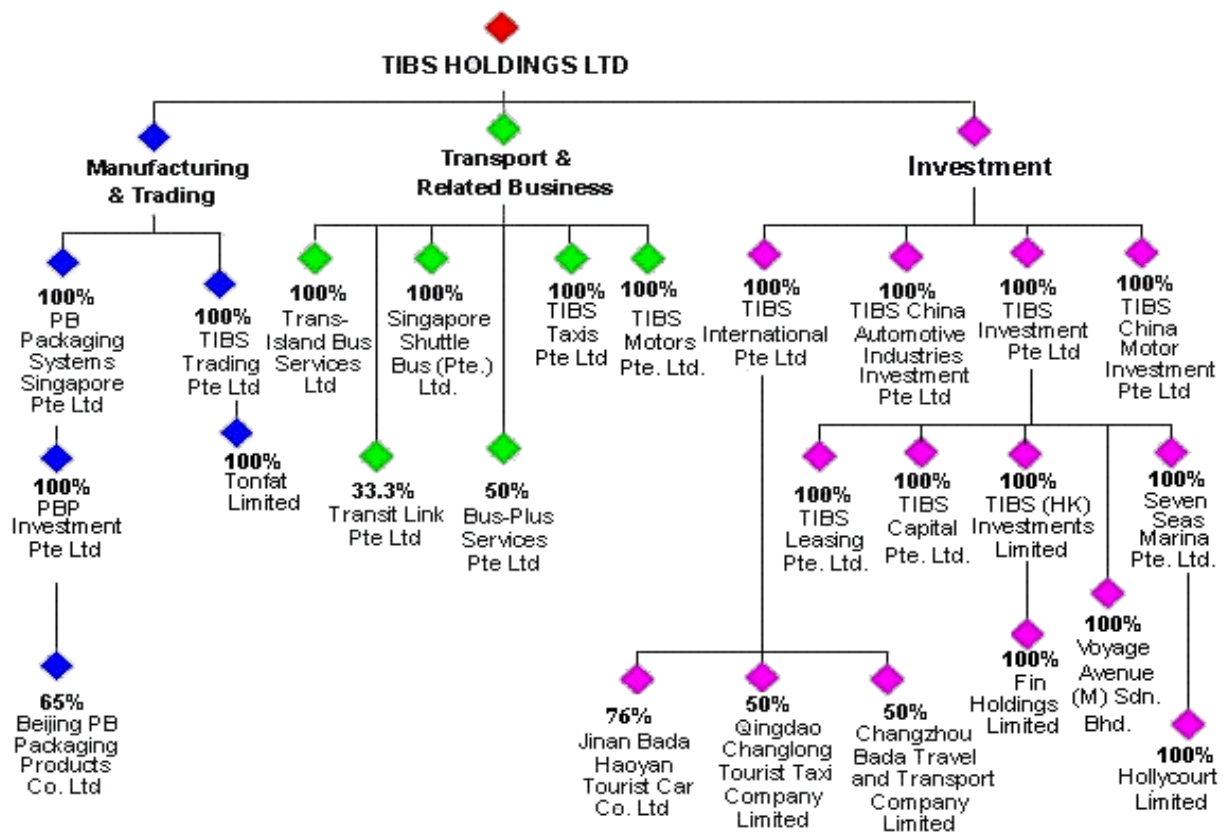 TIBS HOLDINGS LTD
Manufacturing
& Trading
Transport &
Related Business
Investment
100%
PB
Packaging
Systems
Singapore
Pte Ltd
100%
TIBS
Trading
Pte Ltd
100%
Trans-
Island Bus
Services
Ltd
100%
Singapore
Shuttle
Bus (Pte.)
Ltd.
100%
TIBS
Taxis
Pte Ltd
100%
TIBS
Motors
Pte. Ltd.
100%
TIBS
International
Pte Ltd
100%
TIBS China
Automotive
Industries
Investment
Pte Ltd
100%
TIBS
Investment
Pte Ltd
100%
TIBS
China
Motor
Investment
Pte Ltd
100%
PBP
Investment
Pte Ltd
100%
Tonfat
Limited
33.3%
Transit Link
Pte Ltd
50%
Bus-Plus
Services
Pte Ltd
100%
TIBS
Leasing
Pte. Ltd.
100%
TIBS
Capital
Pte. Ltd.
100%
TIBS (HK)
Investments
Limited
100%
Seven
Seas
Marina
Pte. Ltd.
65%
Beijing PB
Packaging
Products
Co. Ltd
76%
Jinan Bada
Haoyan
Tourist Car
Co. Ltd
50%
Qingdao
Changlong
Tourist Taxi
Company
Limited
50%
Changzhou
Bada Travel
and Transport
Company
Limited
100%
Fin
Holdings
Limited
100%
Voyage
Avenue
(M) Sdn.
Bhd.
100%
Hollycourt
Limited